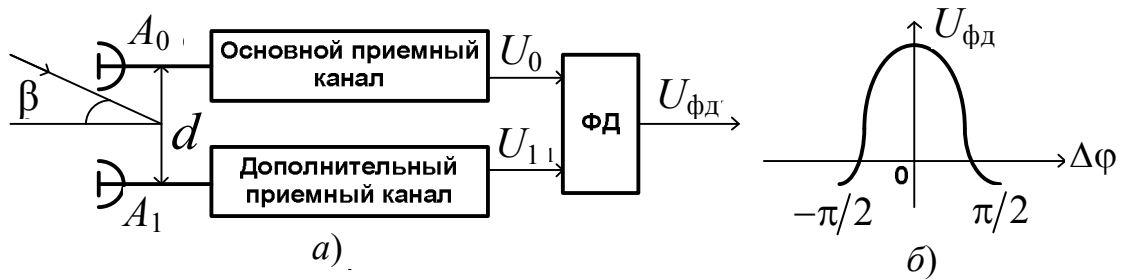 A0
Основной приемный
канал
U0
β
d
ФД
Uфд
U1
Дополнительный
приемный канал
A1
а)
Uфд
0
Δφ
−π/2
π/2
б)